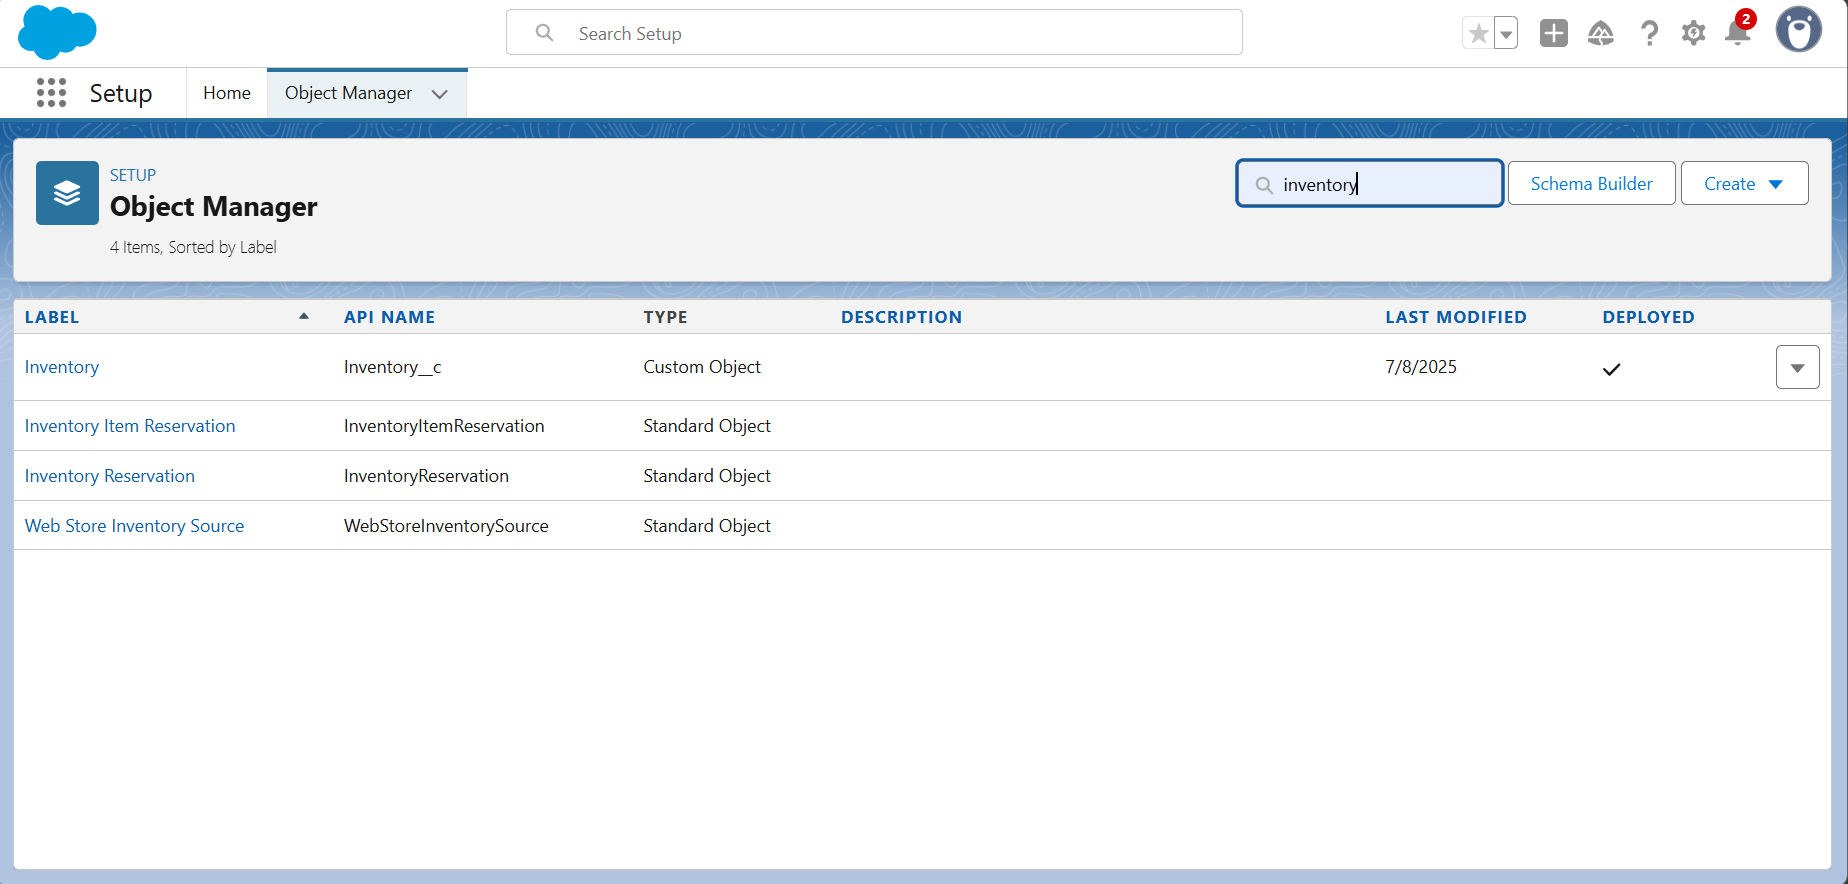 Search Setup
2
Setup
Home
Object Manager
SETUP
Object Manager
4 Items, Sorted by Label
inventory
Schema Builder
Create
LABEL API NAME TYPE DESCRIPTION LAST MODIFIED DEPLOYED
Inventory Inventory__c Custom Object 7/8/2025
Inventory Item Reservation InventoryItemReservation Standard Object
Inventory Reservation InventoryReservation Standard Object
Web Store Inventory Source WebStoreInventorySource Standard Object